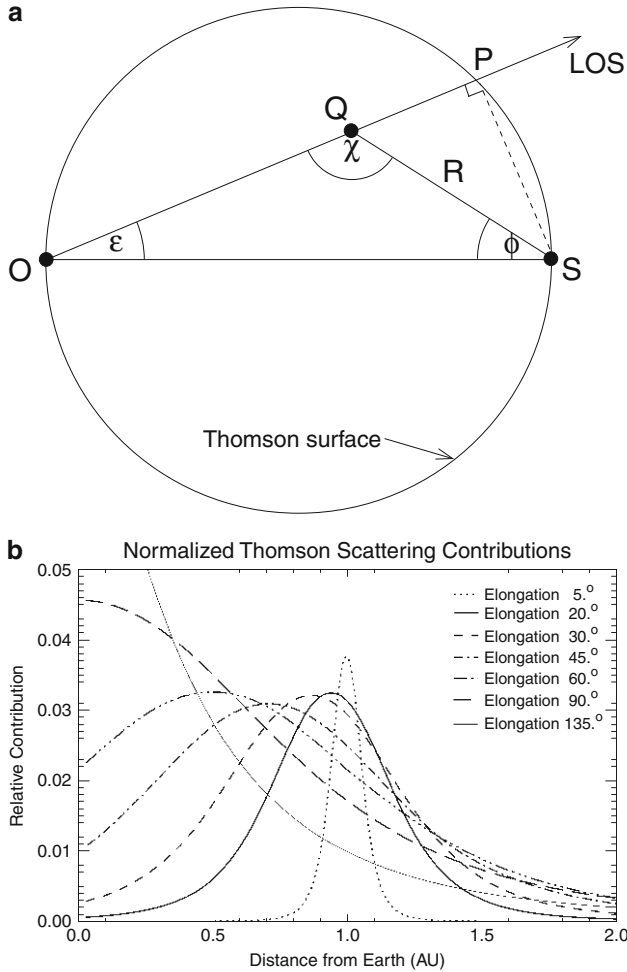 a
P
LOS
Q
χ
R
ε
ϕ
O
S
Thomson surface
b
Normalized Thomson Scattering Contributions
0.05
0.04
0.03
0.02
0.01
0.00
Relative Contribution
Elongation 5.°
Elongation 20.°
Elongation 30.°
Elongation 45.°
Elongation 60.°
Elongation 90.°
Elongation 135.°
0.0 0.5 1.0 1.5 2.0
Distance from Earth (AU)